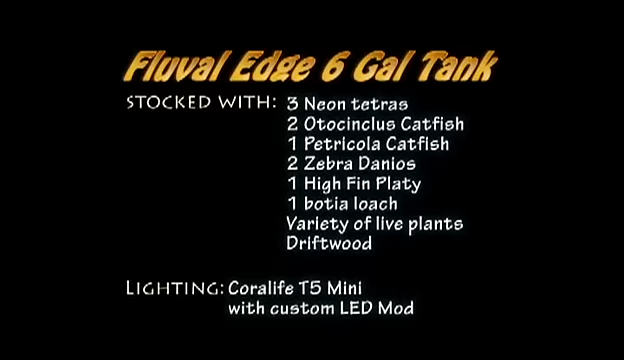 Fluval Edge 6 Gal Tank
STOCKED WITH: 3 Neon tetras
2 Otocinclus Catfish
1 Petricola Catfish
2 Zebra Danios
1 High Fin Platy
1 botia loach
Variety of live plants
Driftwood
LIGHTING: Coralife T5 Mini
with custom LED Mod